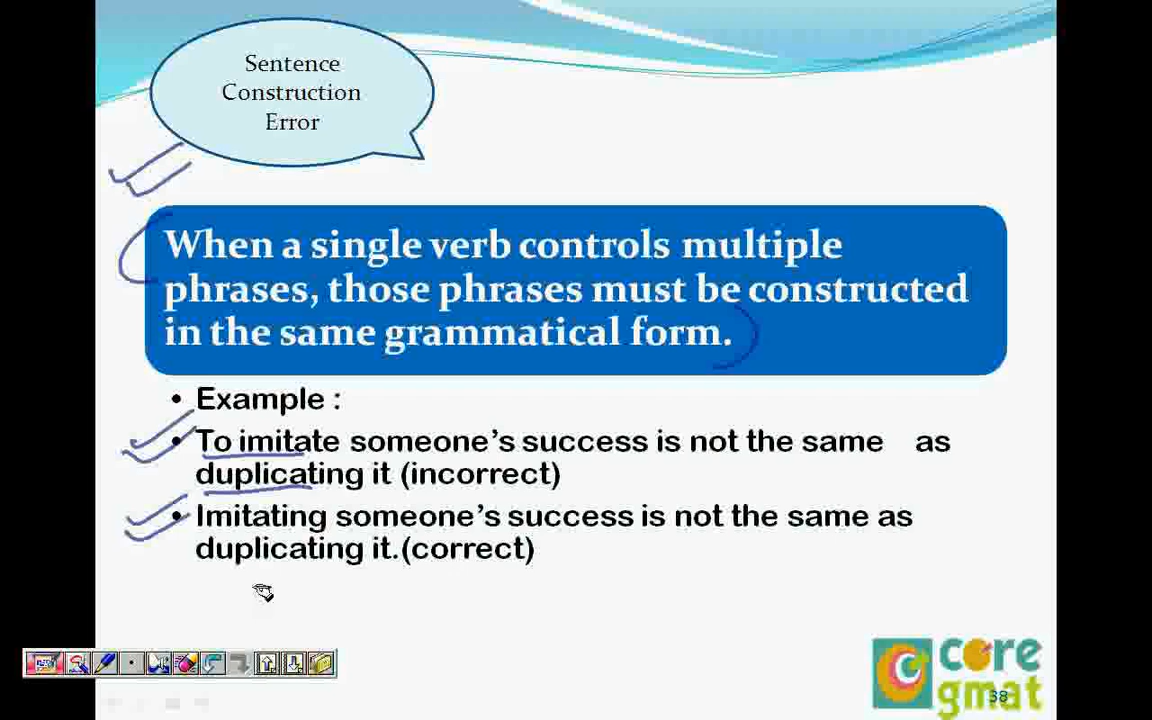 Sentence
Construction
Error
When a single verb controls multiple
phrases, those phrases must be constructed
in the same grammatical form.
• Example :
• To imitate someone's success is not the same as
duplicating it (incorrect)
• Imitating someone's success is not the same as
duplicating it.(correct)
core
gmat
38